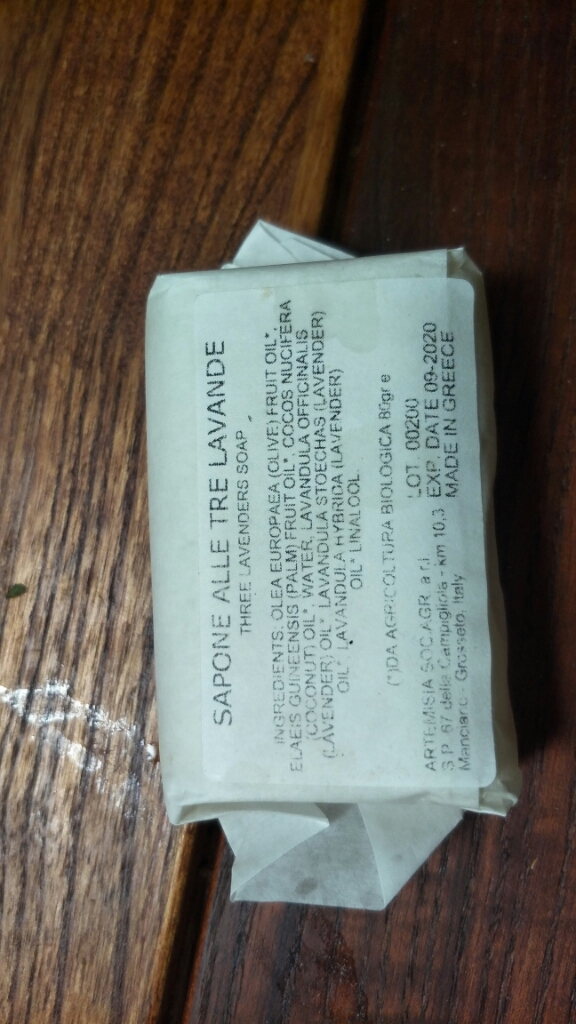 SAPONE ALLE TRE LAVANDE
THREE LAVENDERS SOAP
INGREDIENTS: OLEA EUROPAEA (OLIVE) FRUIT OIL*,
ELAEIS GUINEENSIS (PALM) FRUIT OIL*, COCOS NUCIFERA
(COCONUT) OIL*, WATER, LAVANDULA OFFICINALIS
(LAVENDER) OIL*, LAVANDULA STOECHAS (LAVENDER)
OIL*, LAVANDULA HYBRIDA (LAVENDER)
OIL*, LINALOOL.
(*)DA AGRICOLTURA BIOLOGICA 80gr e
LOT. 00200
ARTEMISIA SOC.AGR. a r.l EXP. DATE 09-2020
S.P. 67 della Campigliola - km 10,3 MADE IN GREECE
Manciano - Grosseto, Italy